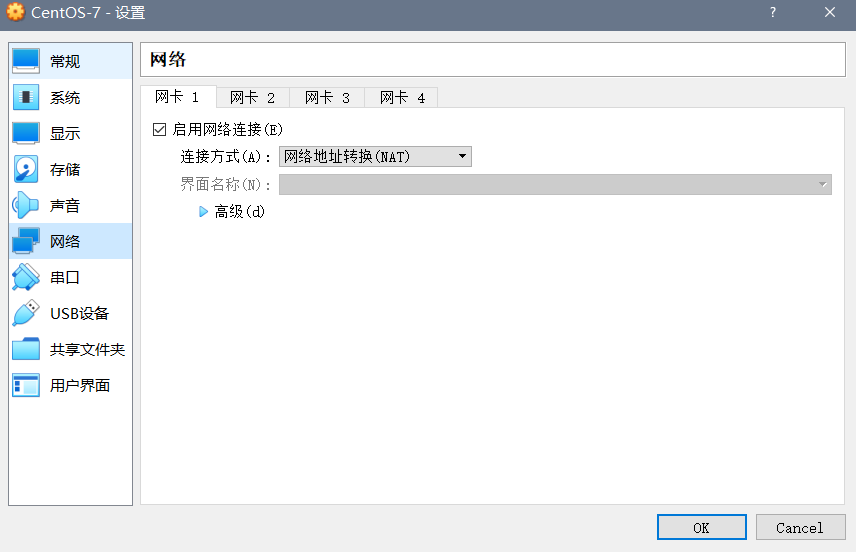 CentOS-7 - 设置
常规
系统
显示
存储
声音
网络
串口
USB设备
共享文件夹
用户界面
网络
网卡 1 网卡 2 网卡 3 网卡 4
启用网络连接(E)
连接方式(A): 网络地址转换(NAT)
界面名称(N):
高级(d)
OK Cancel